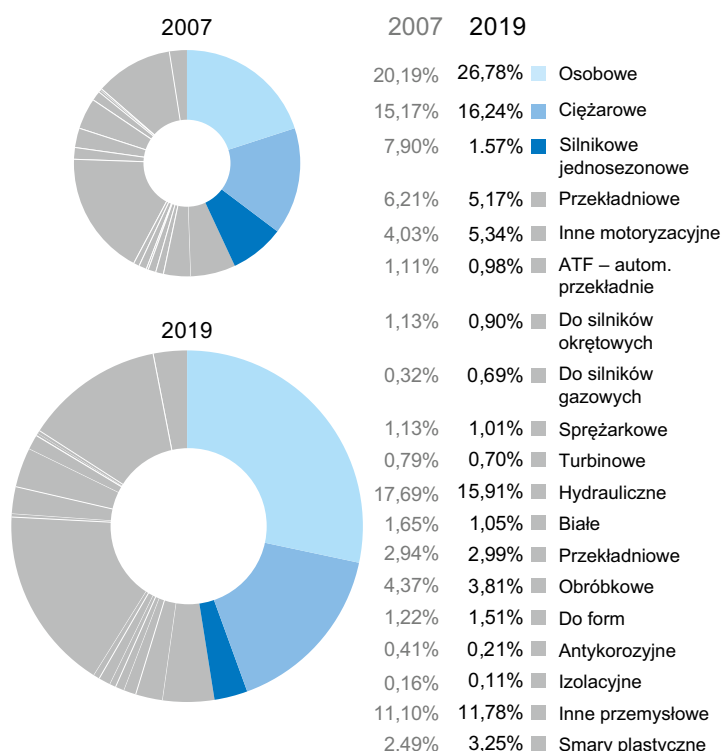 2007
2007 2019
20,19% 26,78% Osobowe
15,17% 16,24% Ciężarowe
7,90% 1.57% Silnikowe
jednosezonowe
6,21% 5,17% Przekładniowe
4,03% 5,34% Inne motoryzacyjne
1,11% 0,98% ATF – autom.
przekładnie
1,13% 0,90% Do silników
okrętowych
2019
0,32% 0,69% Do silników
gazowych
1,13% 1,01% Sprężarkowe
0,79% 0,70% Turbinowe
17,69% 15,91% Hydrauliczne
1,65% 1,05% Białe
2,94% 2,99% Przekładniowe
4,37% 3,81% Obróbkowe
1,22% 1,51% Do form
0,41% 0,21% Antykorozyjne
0,16% 0,11% Izolacyjne
11,10% 11,78% Inne przemysłowe
2,49% 3,25% Smary plastyczne